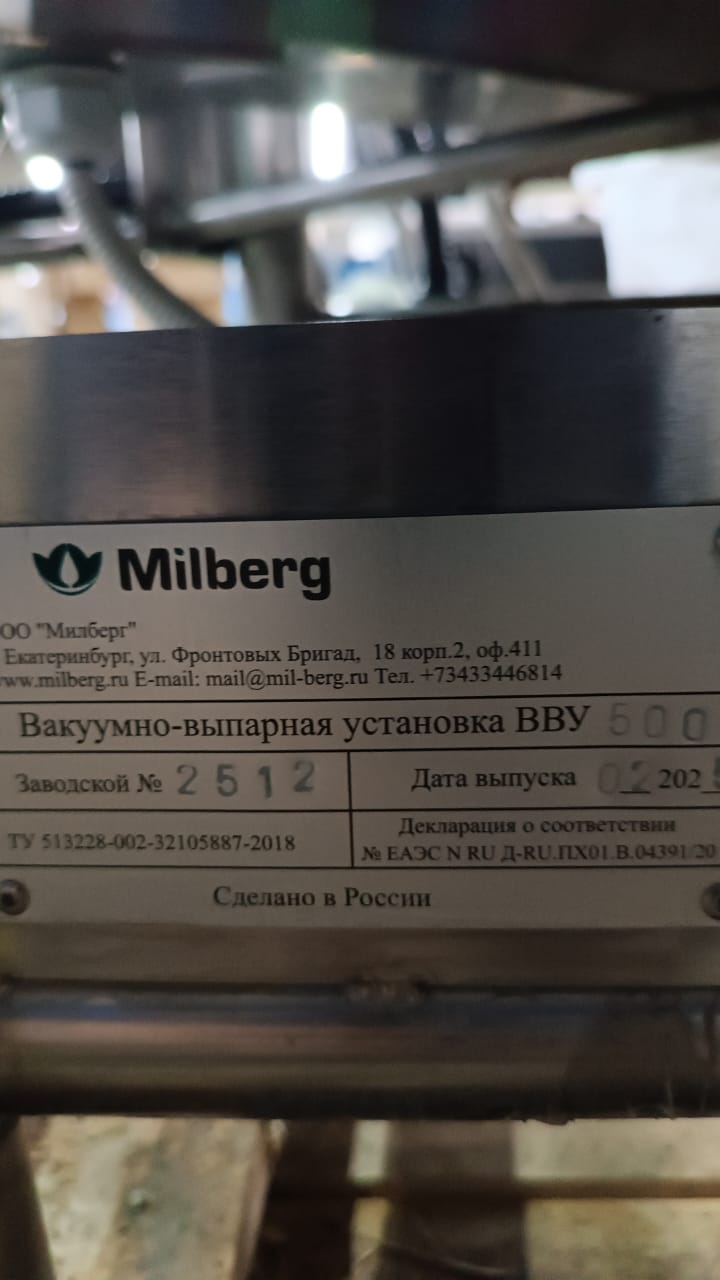 Milberg
ОО "Милберг"
Екатеринбург, ул. Фронтовых Бригад, 18 корп.2, оф.411
ww.milberg.ru E-mail: mail@mil-berg.ru Тел. +73433446814
Вакуумно-выпарная установка ВВУ 500
Заводской № 2512
Дата выпуска 02 202
ТУ 513228-002-32105887-2018
Декларация о соответствии
№ ЕАЭС N RU Д-RU.ПХ01.В.04391/20
Сделано в России